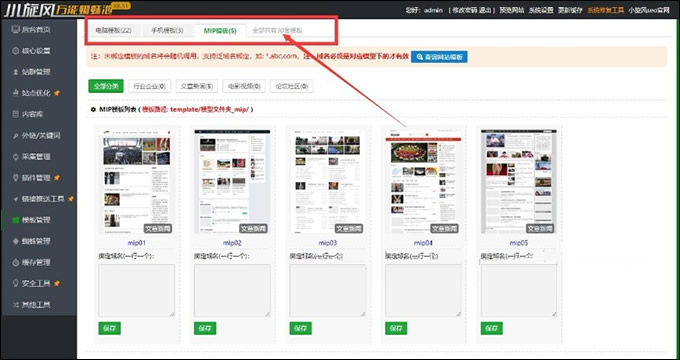 小旋风万能蜘蛛池
您好: admin [ 修改密码 退出 ] 预览网站 系统设置 更新缓存 系统修复工具 小旋风seo官网
后台首页
核心设置
站群管理
站点优化
内容库
外链/关键词
采集管理
插件管理
链接推送工具
模板管理
蜘蛛管理
缓存管理
安全工具
其他工具
电脑模板(22) 手机模板(3) MIP模板(5) 全部共有30套模板
注: 未绑定模板的域名将会随机调用。支持泛域名绑定, 如: *.abc.com, 注: 域名必须是对应模型下的才有效 查询网站模板
全部分类 行业企业(0) 文章新闻(5) 电影视频(0) 论坛社区(0)
MIP模板列表 ( 模板路径: template/模型文件夹_mip/ )
文章新闻 文章新闻 文章新闻 文章新闻 文章新闻
mip01 mip02 mip03 mip04 mip05
绑定域名(一行一个): 绑定域名(一行一个): 绑定域名(一行一个) 绑定域名(一行一个) 绑定域名(一行一个)
保存 保存 保存 保存 保存